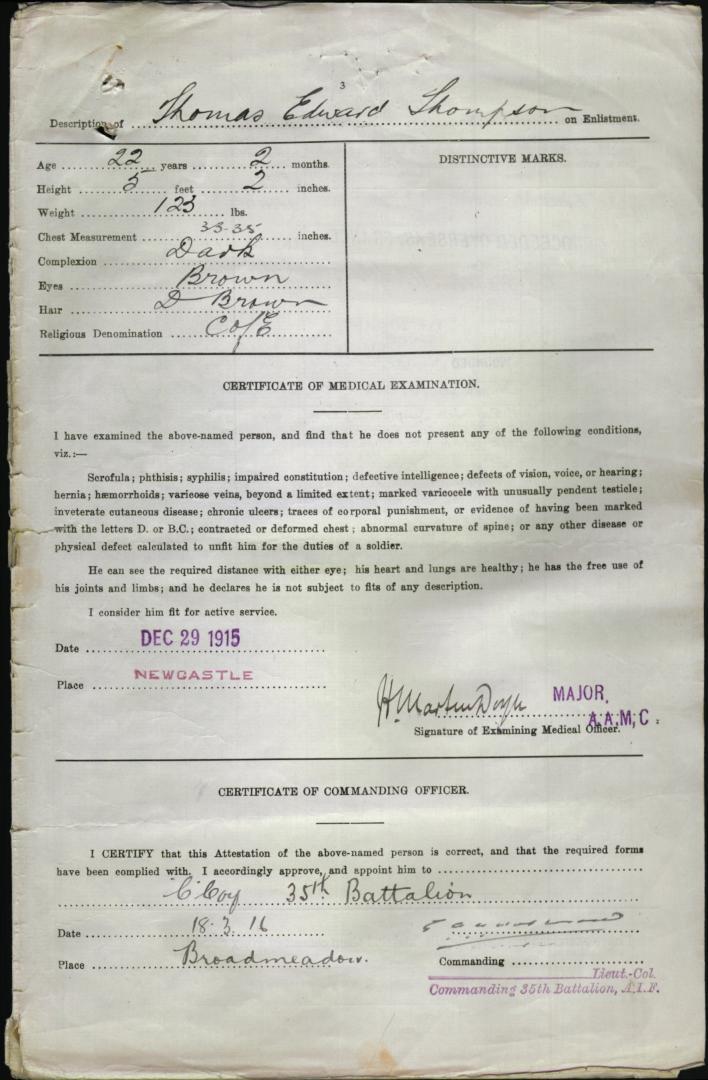 3
Description of Thomas Edward Thompson on Enlistment.
Age 22 years 2 months.
Height 5 feet 2 inches.
Weight 123 lbs.
Chest Measurement 33-35 inches.
Complexion Dark
Eyes Brown
Hair D Brown
Religious Denomination C of E
DISTINCTIVE MARKS.
CERTIFICATE OF MEDICAL EXAMINATION.
I have examined the above-named person, and find that he does not present any of the following conditions,
viz.:—
Scrofula; phthisis; syphilis; impaired constitution; defective intelligence; defects of vision, voice, or hearing;
hernia; hæmorrhoids; varicose veins, beyond a limited extent; marked varicocele with unusually pendent testicle;
inveterate cutaneous disease; chronic ulcers; traces of corporal punishment, or evidence of having been marked
with the letters D. or B.C.; contracted or deformed chest; abnormal curvature of spine; or any other disease or
physical defect calculated to unfit him for the duties of a soldier.
He can see the required distance with either eye; his heart and lungs are healthy; he has the free use of
his joints and limbs; and he declares he is not subject to fits of any description.
I consider him fit for active service.
Date DEC 29 1915
Place NEWCASTLE
H. Martin Doyle MAJOR,
A.A.M.C.
Signature of Examining Medical Officer.
CERTIFICATE OF COMMANDING OFFICER.
I CERTIFY that this Attestation of the above-named person is correct, and that the required forms
have been complied with. I accordingly approve, and appoint him to
"C" Coy 35th Battalion
Date 18.3.16
Place Broadmeadow.
Commanding
Lieut.-Col.
Commanding 35th Battalion, A.I.F.